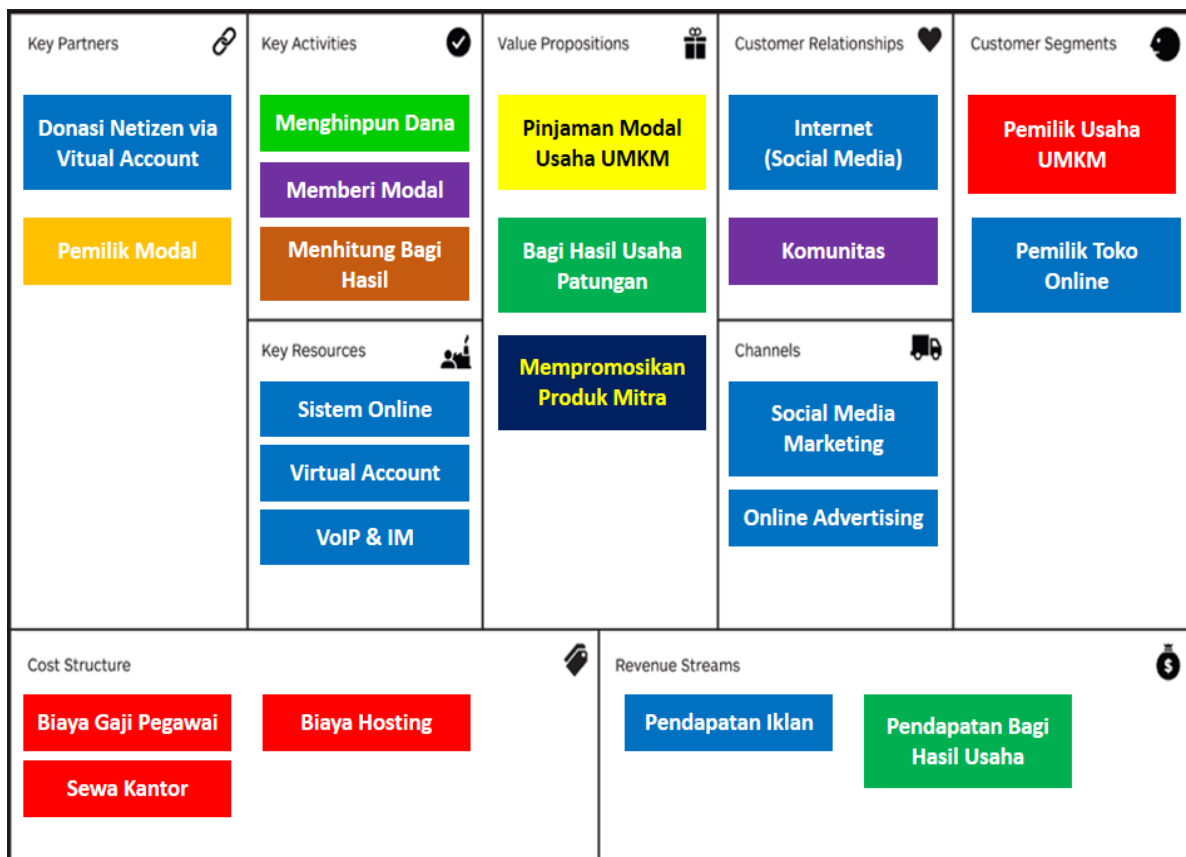 Key Partners
Donasi Netizen via
Vitual Account
Pemilik Modal
Key Activities
Menghinpun Dana
Memberi Modal
Menhitung Bagi
Hasil
Key Resources
Sistem Online
Virtual Account
VoIP & IM
Value Propositions
Pinjaman Modal
Usaha UMKM
Bagi Hasil Usaha
Patungan
Mempromosikan
Produk Mitra
Customer Relationships
Internet
(Social Media)
Komunitas
Channels
Social Media
Marketing
Online Advertising
Customer Segments
Pemilik Usaha
UMKM
Pemilik Toko
Online
Cost Structure
Biaya Gaji Pegawai
Biaya Hosting
Sewa Kantor
Revenue Streams
$
Pendapatan Iklan
Pendapatan Bagi
Hasil Usaha